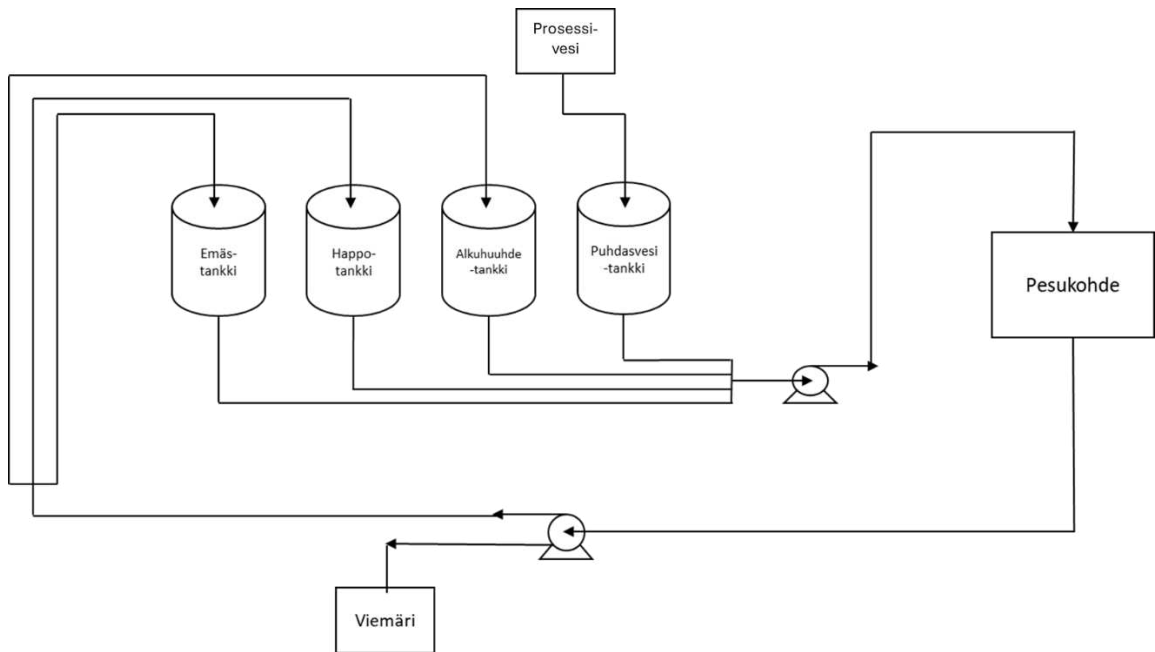 Prosessi-
vesi
Emäs-
tankki
Happo-
tankki
Alkuhuuhde
-tankki
Puhdasvesi
-tankki
Pesukohde
Viemäri